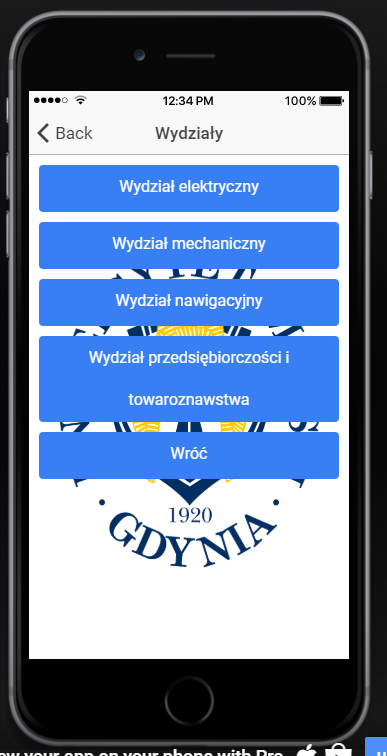 12:34 PM 100%
Back Wydziały
Wydział elektryczny
Wydział mechaniczny
Wydział nawigacyjny
Wydział przedsiębiorczości i
towaroznawstwa
Wróć
1920
GDYNIA
your app on your phone with Pro